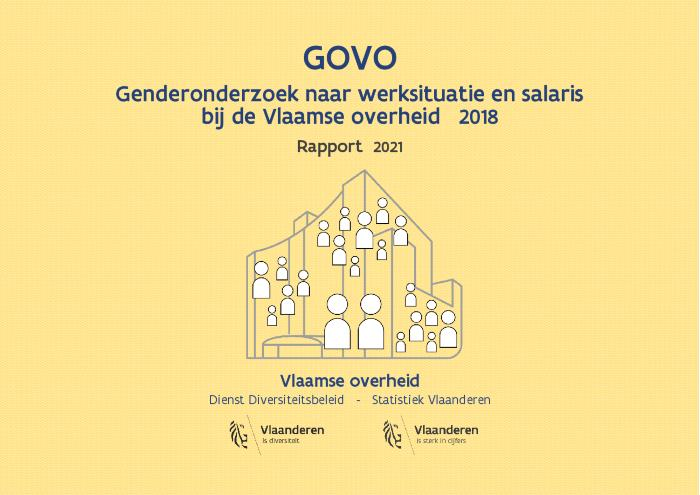 GOVO
Genderonderzoek naar werksituatie en salaris
bij de Vlaamse overheid 2018
Rapport 2021
Vlaamse overheid
Dienst Diversiteitsbeleid - Statistiek Vlaanderen
Vlaanderen
is diversiteit
Vlaanderen
is sterk in cijfers